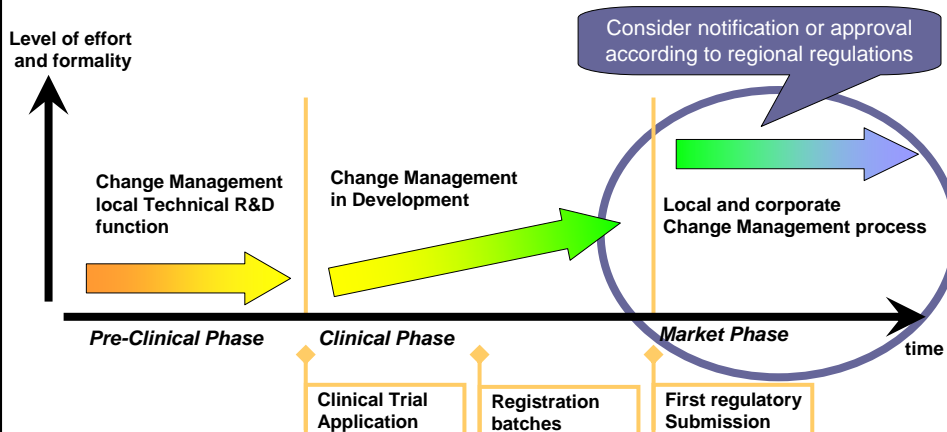 Level of effort
and formality
Consider notification or approval
according to regional regulations
Change Management
local Technical R&D
function
Change Management
in Development
Local and corporate
Change Management process
Pre-Clinical Phase
Clinical Phase
Market Phase
time
Clinical Trial
Application
Registration
batches
First regulatory
Submission